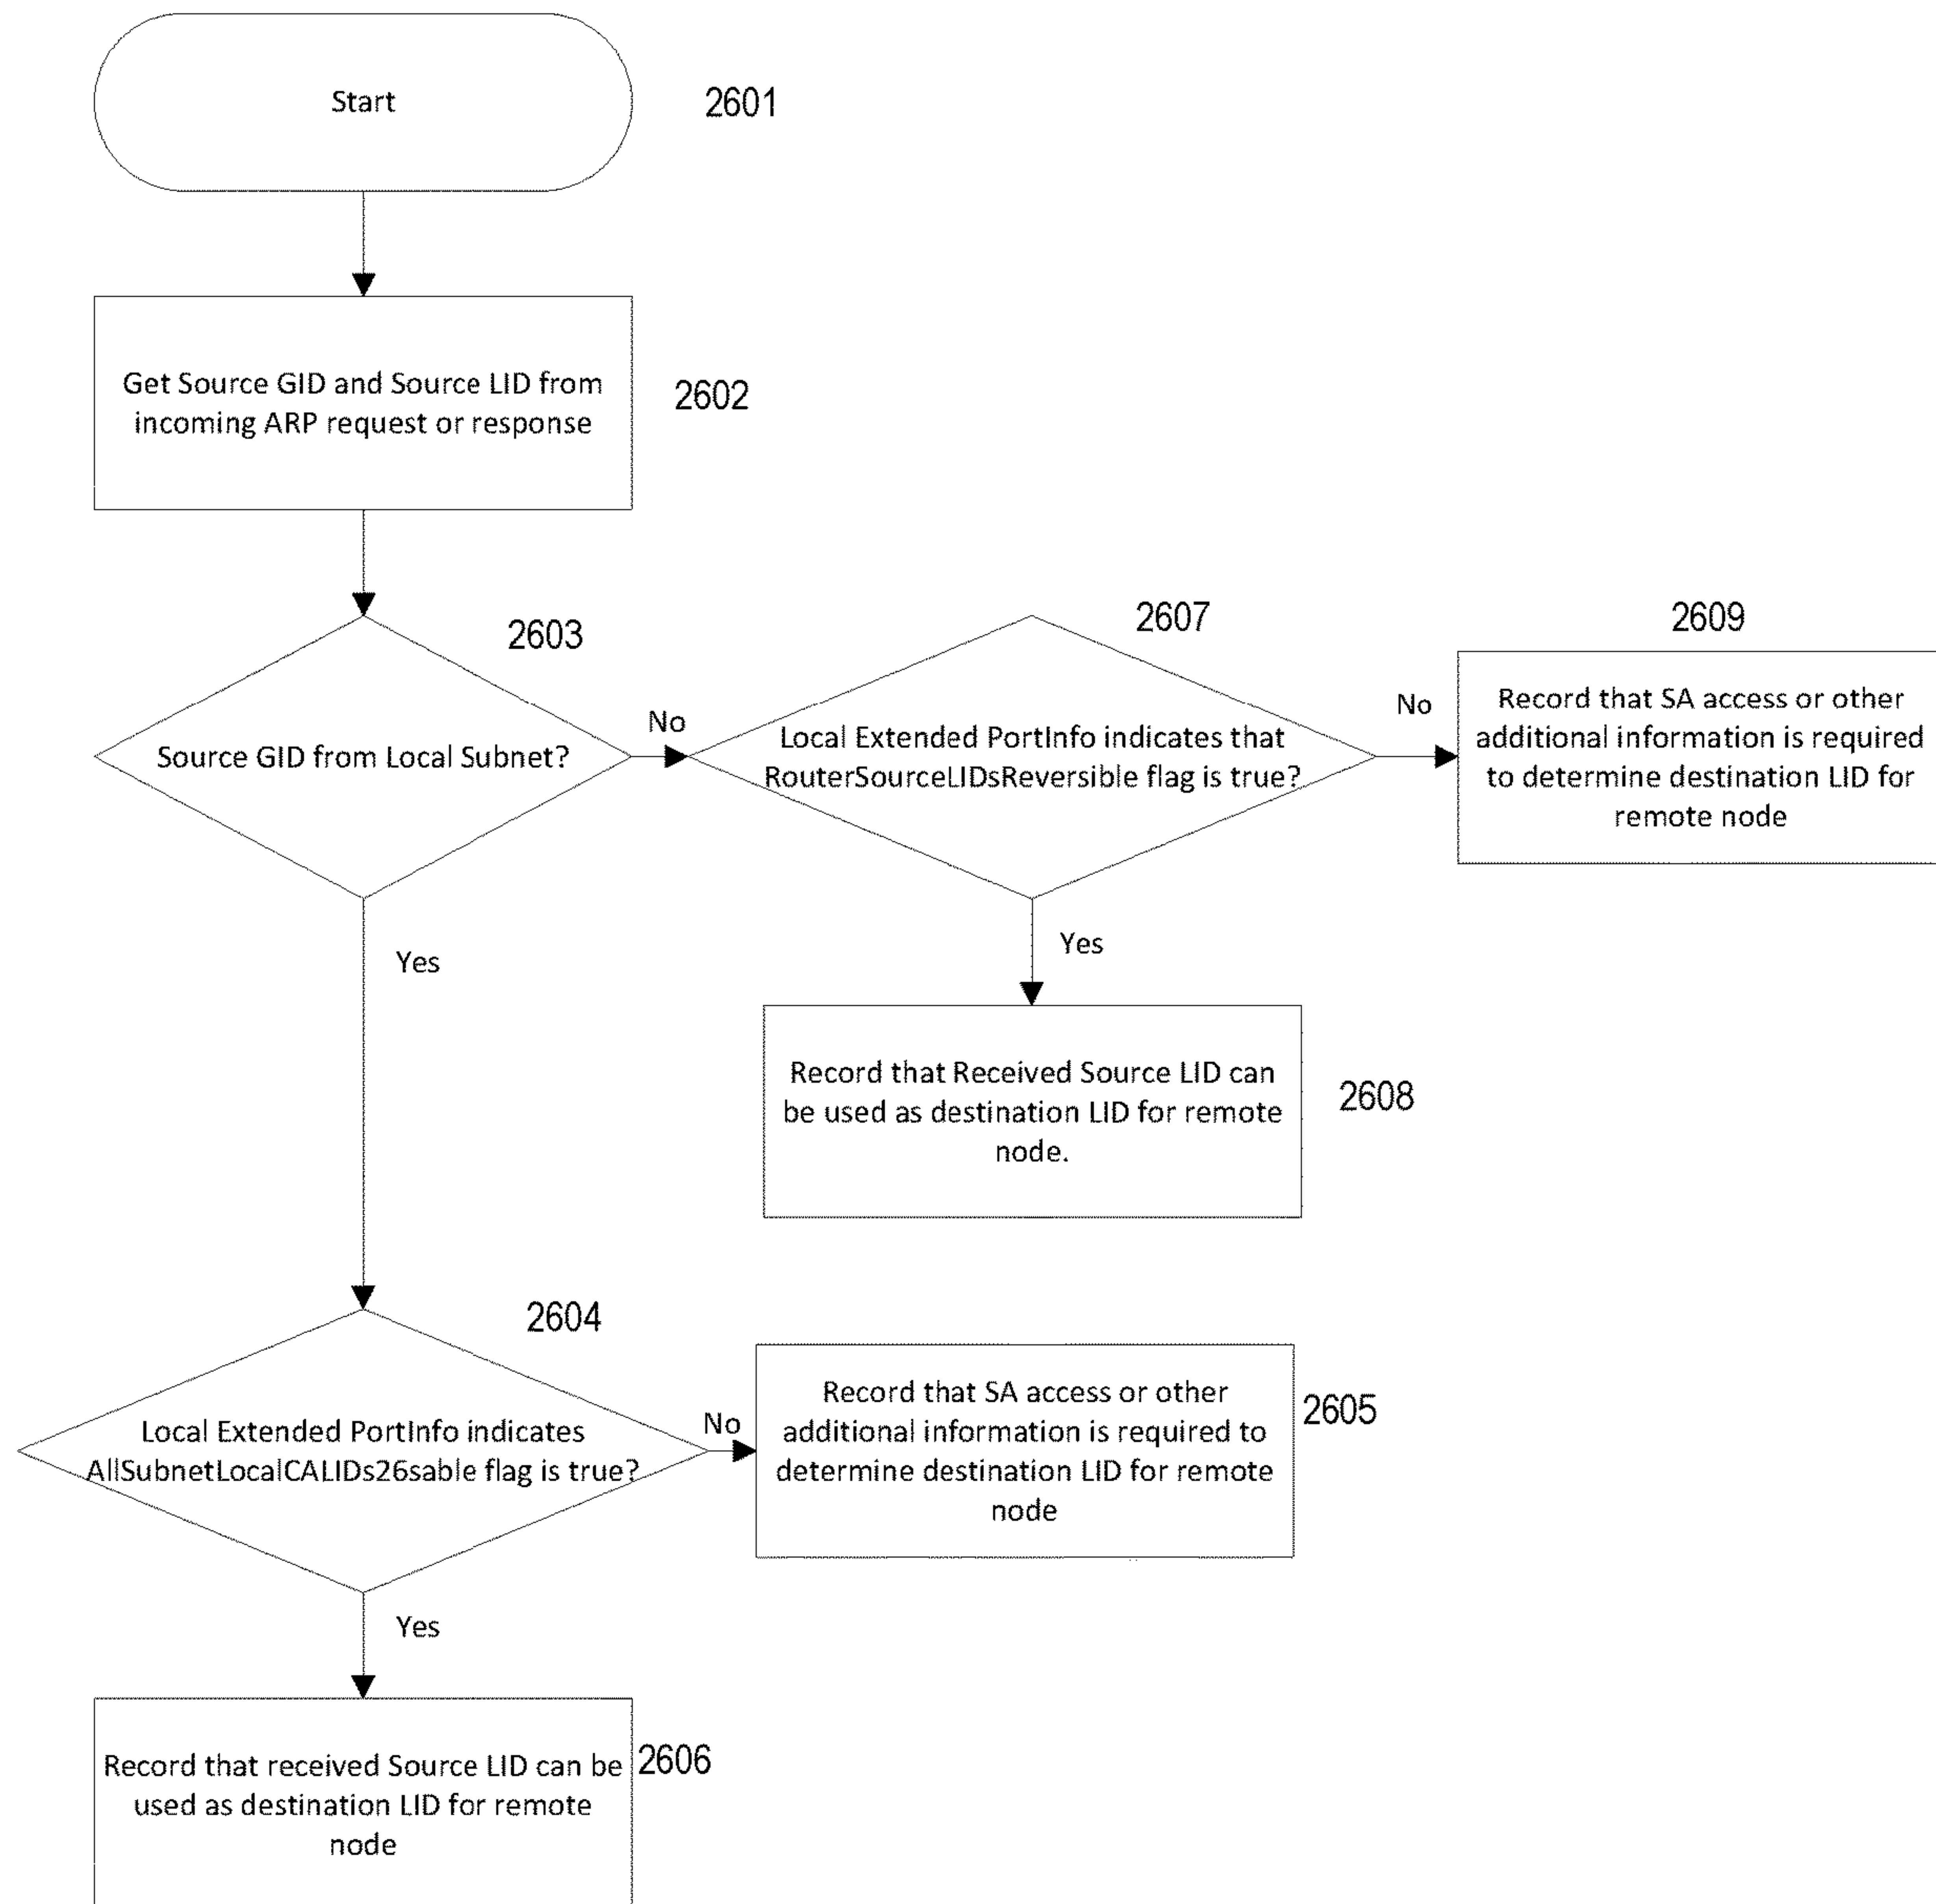 Start
2601
Get Source GID and Source LID from
incoming ARP request or response
2602
2603
Source GID from Local Subnet?
No
2607
Local Extended PortInfo indicates that
RouterSourceLIDsReversible flag is true?
No
2609
Record that SA access or other
additional information is required
to determine destination LID for
remote node
Yes
Yes
Record that Received Source LID can
be used as destination LID for remote
node.
2608
2604
Local Extended PortInfo indicates
AllSubnetLocalCALIDs26sable flag is true?
No
Record that SA access or other
additional information is required to
determine destination LID for remote
node
2605
Yes
Record that received Source LID can be
used as destination LID for remote
node
2606